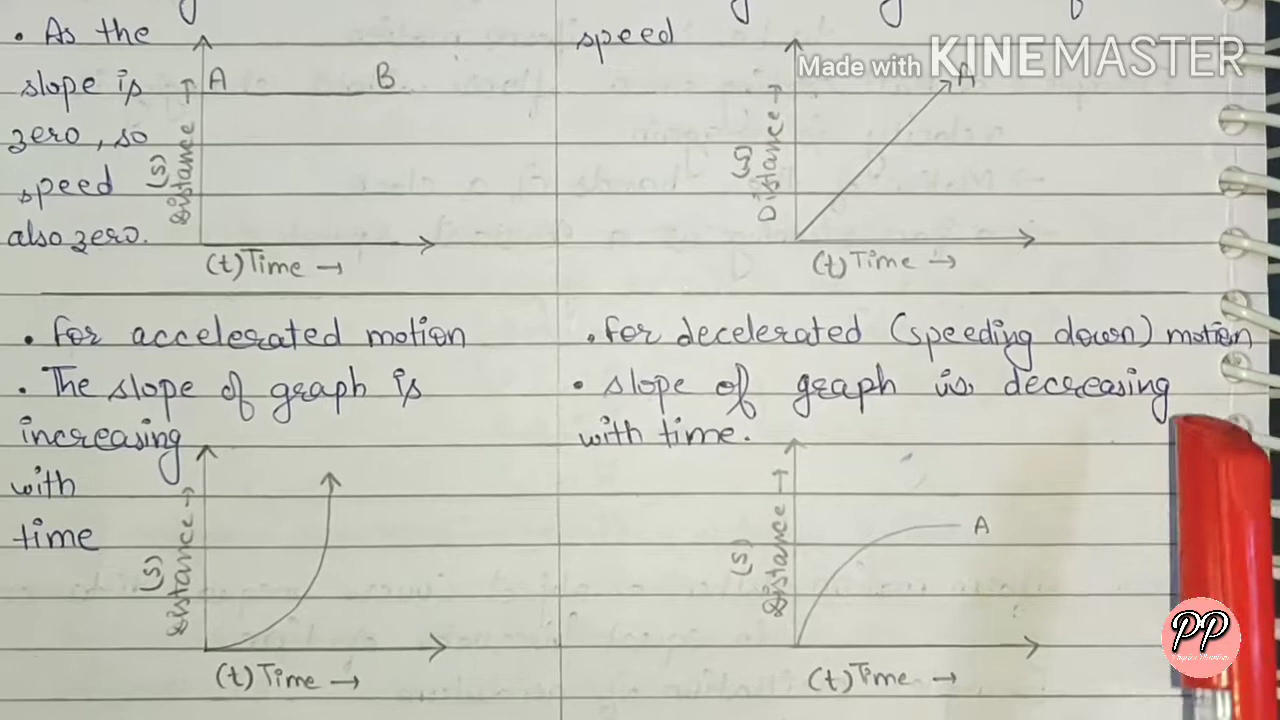 • As the
slope is
zero, so
speed
also zero.
A B
(s) Distance →
(t) Time →
speed
Made with KINEMASTER
A
(s) Distance →
(t) Time →
• For accelerated motion
• The slope of graph is
increasing
with
time
(s) Distance →
(t) Time →
• For decelerated (speeding down) motion
• slope of graph is decreasing
with time.
A
(s) Distance →
(t) Time →
PP